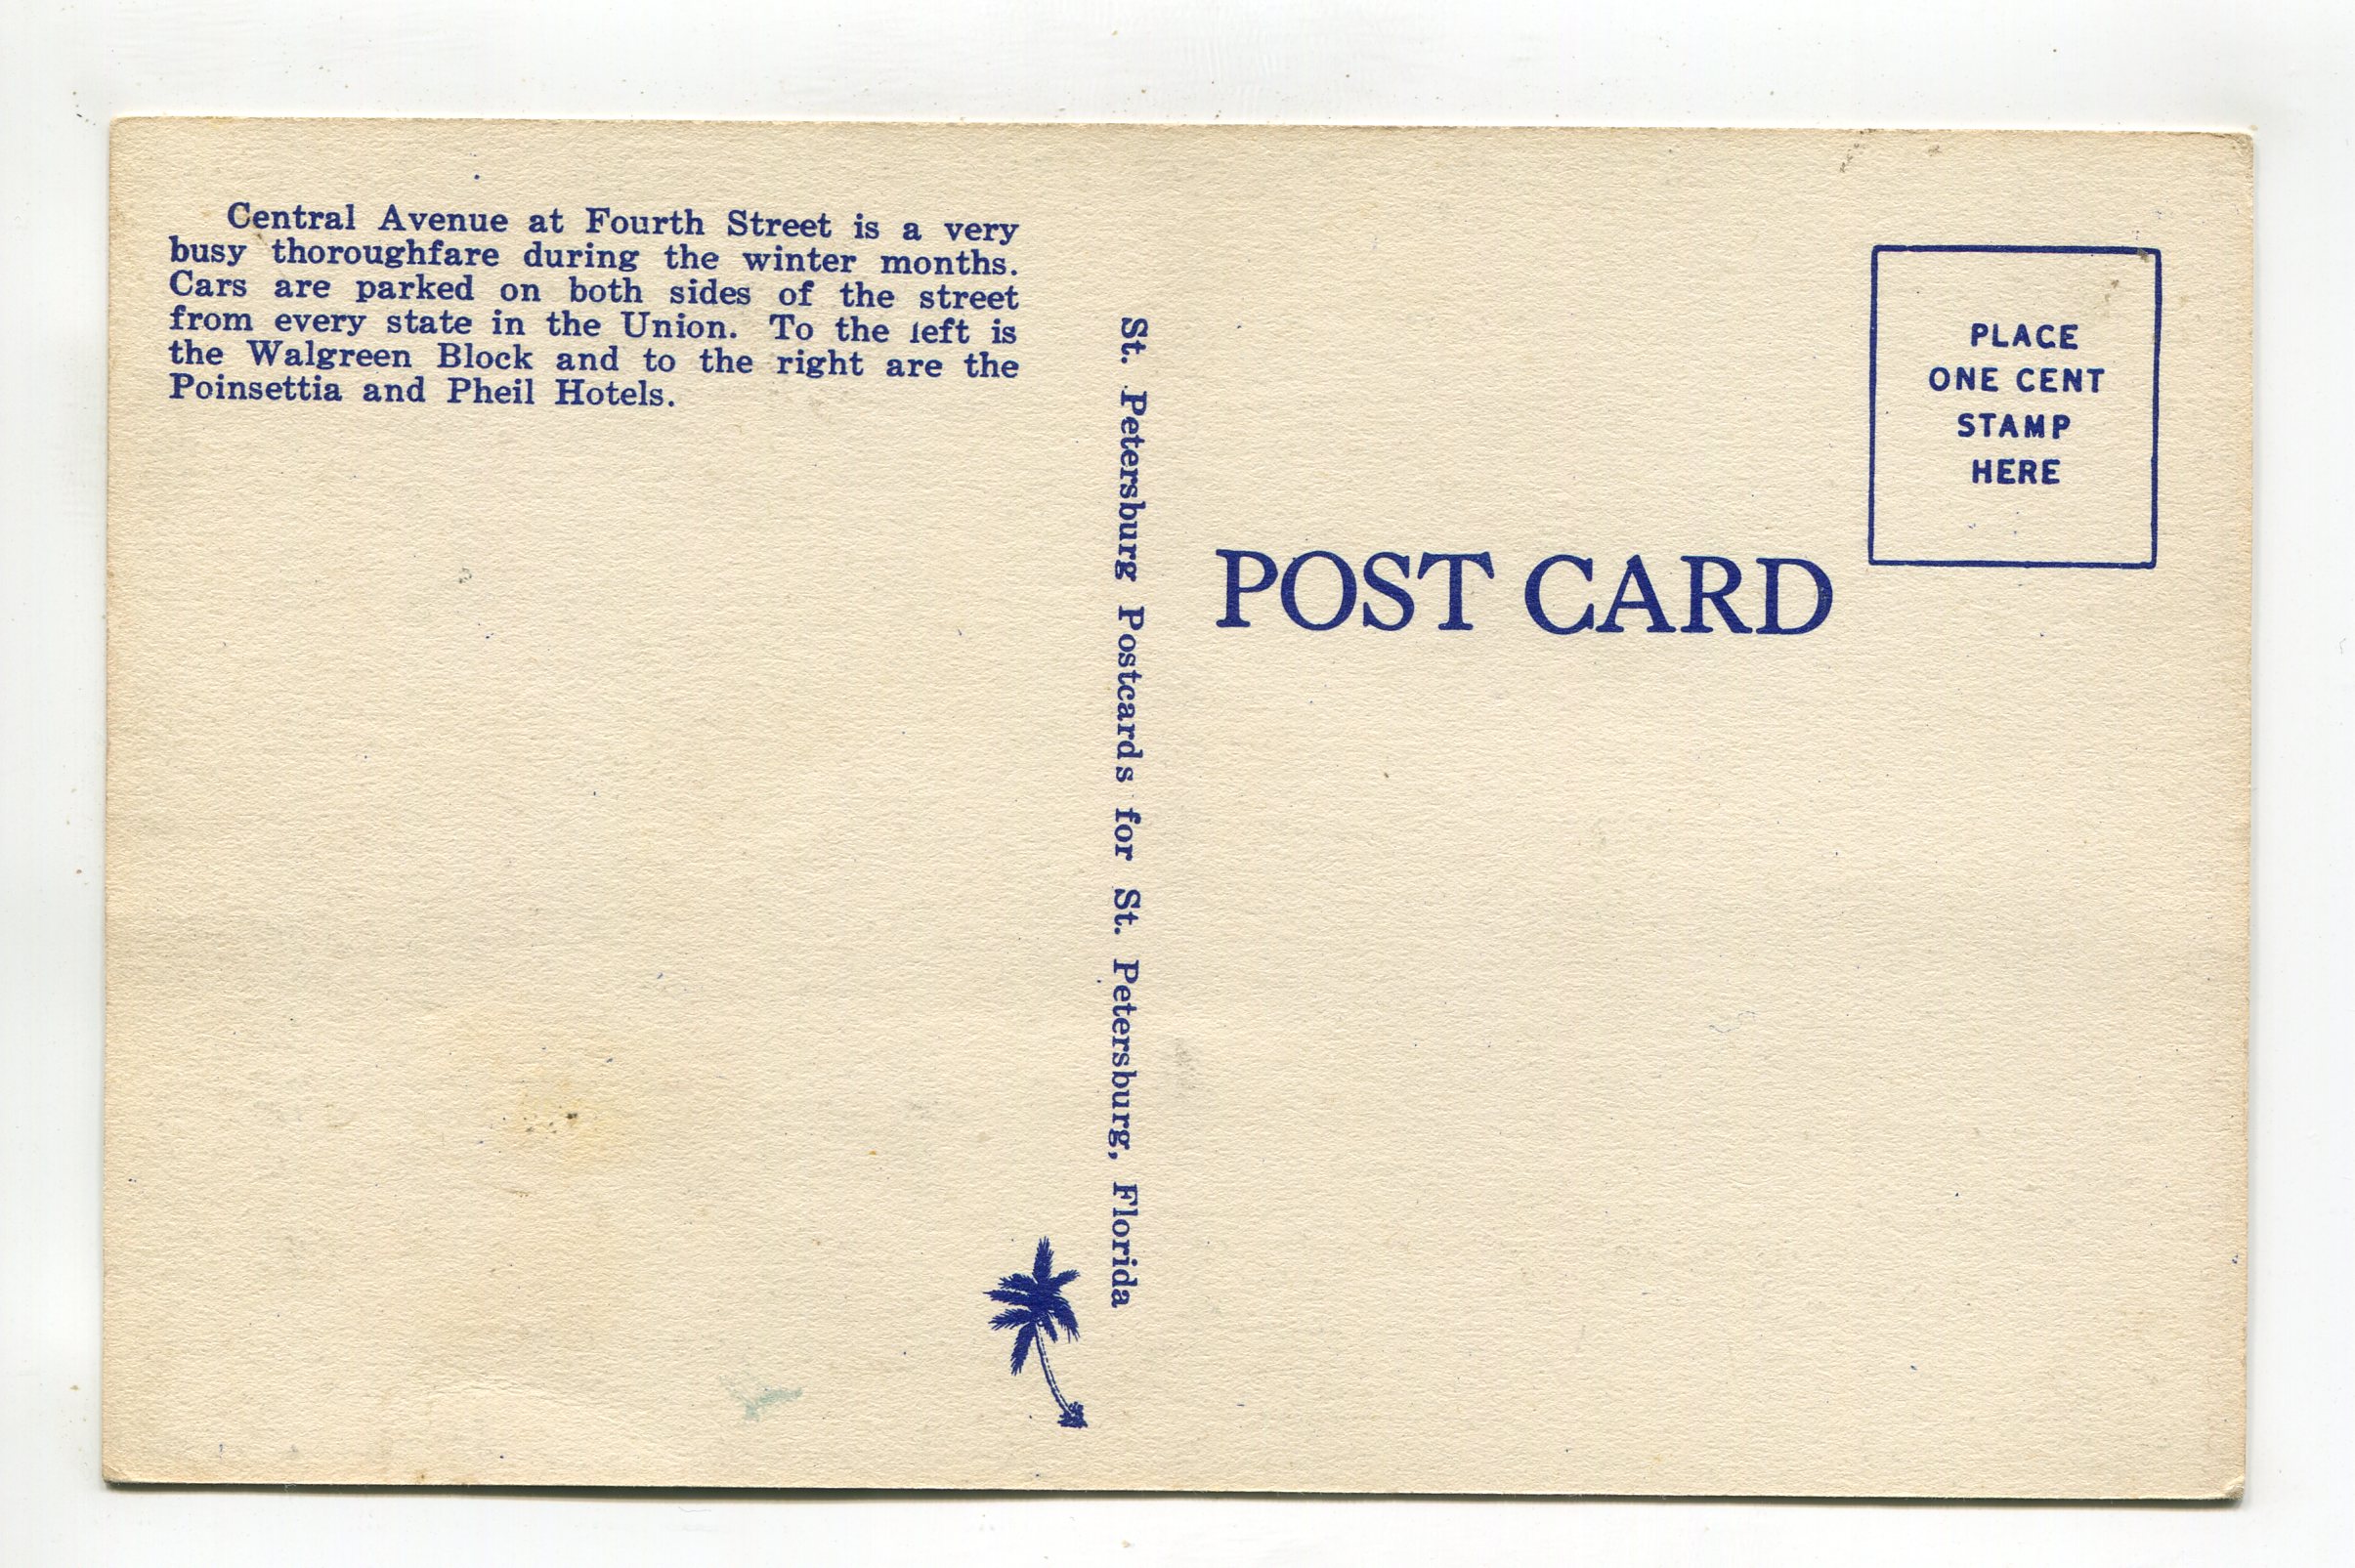 Central Avenue at Fourth Street is a very
busy thoroughfare during the winter months.
Cars are parked on both sides of the street
from every state in the Union. To the left is
the Walgreen Block and to the right are the
Poinsettia and Pheil Hotels.
St. Petersburg Postcards for St. Petersburg, Florida
POST CARD
PLACE
ONE CENT
STAMP
HERE